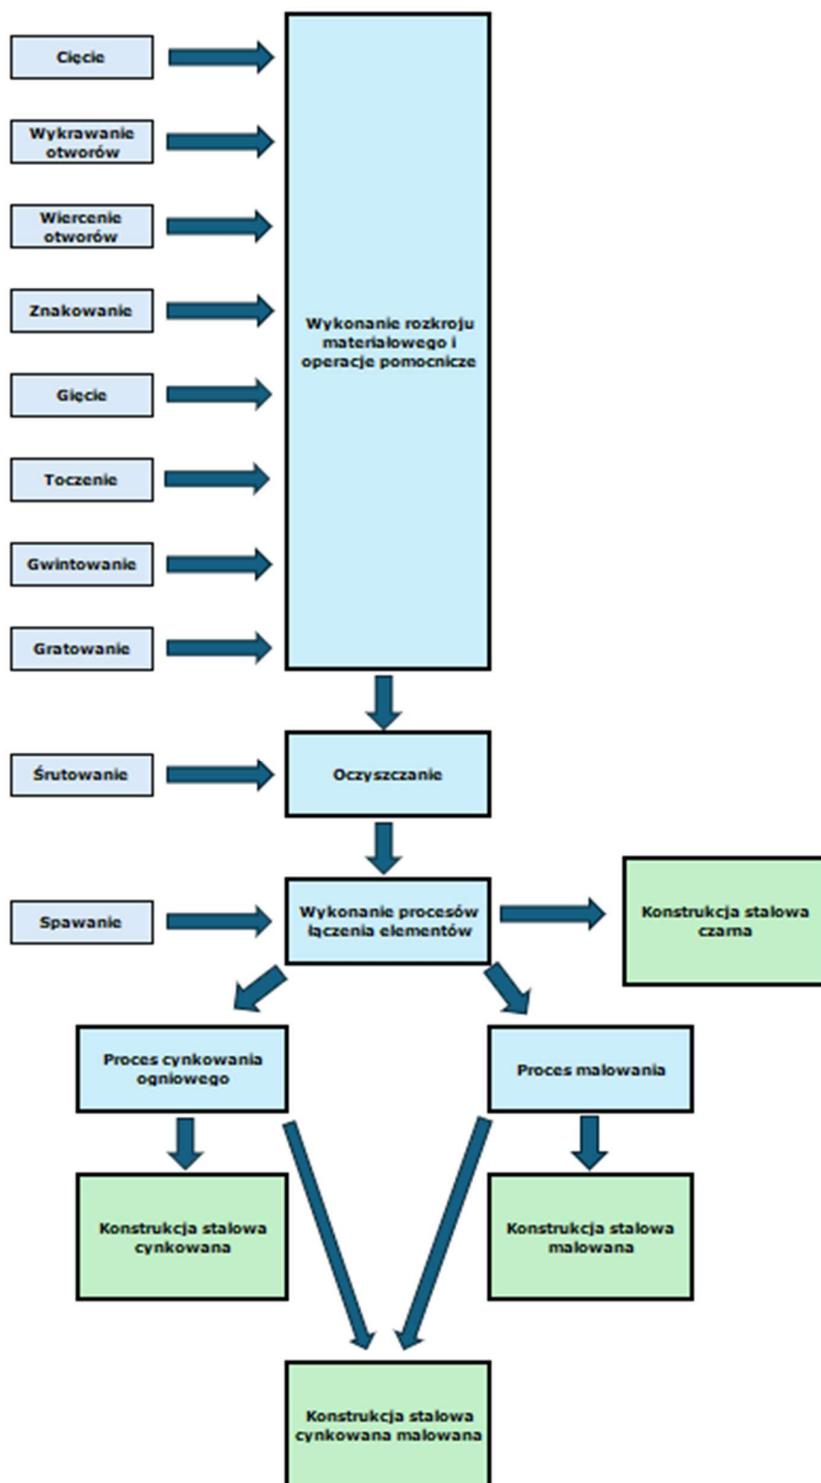 Cięcie
Wykrawanie
otworów
Wiercenie
otworów
Znakowanie
Gięcie
Toczenie
Gwintowanie
Gratowanie
Wykonanie rozkroju
materiałowego i
operacje pomocnicze
Śrutowanie
Oczyszczanie
Spawanie
Wykonanie procesów
łączenia elementów
Konstrukcja stalowa
czarna
Proces cynkowania
ogniowego
Proces malowania
Konstrukcja stalowa
cynkowana
Konstrukcja stalowa
malowana
Konstrukcja stalowa
cynkowana malowana